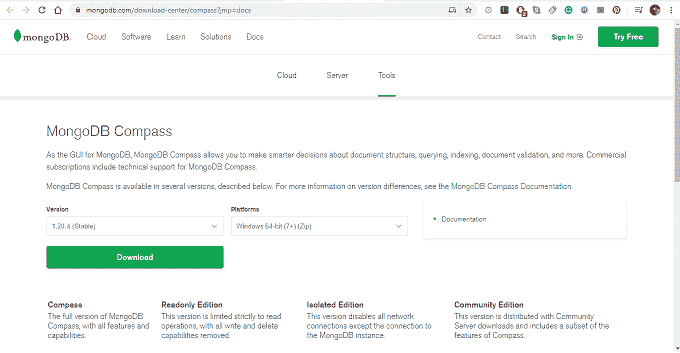 mongodb.com/download-center/compass?jmp=docs
2
mongoDB.
Cloud
Software
Learn
Solutions
Docs
Contact
Search
Sign In
Try Free
Cloud
Server
Tools
MongoDB Compass
As the GUI for MongoDB, MongoDB Compass allows you to make smarter decisions about document structure, querying, indexing, document validation, and more. Commercial
subscriptions include technical support for MongoDB Compass.
MongoDB Compass is available in several versions, described below. For more information on version differences, see the MongoDB Compass Documentation
Version
1.20.4 (Stable)
Platforms
Windows 64-bit (7+) (Zip)
Documentation
Download
Compass
The full version of MongoDB
Compass, with all features and
capabilities.
Readonly Edition
This version is limited strictly to read
operations, with all write and delete
capabilities removed.
Isolated Edition
This version disables all network
connections except the connection to
the MongoDB instance.
Community Edition
This version is distributed with Community
Server downloads and includes a subset of the
features of Compass.